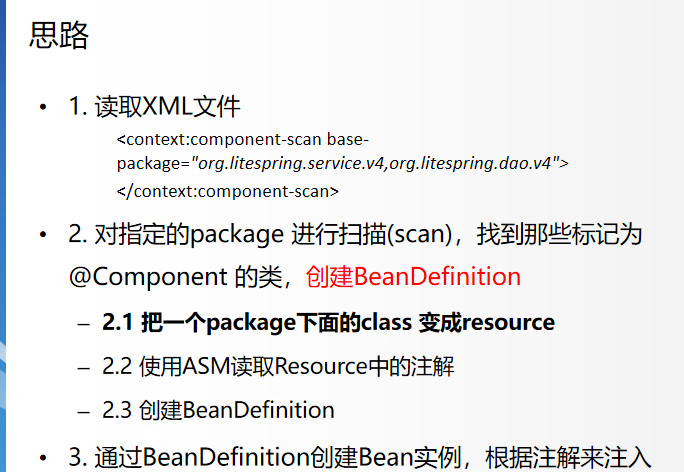 思路
• 1. 读取XML文件
<context:component-scan base-
package="org.litespring.service.v4,org.litespring.dao.v4">
</context:component-scan>
• 2. 对指定的package 进行扫描(scan)，找到那些标记为
@Component 的类，创建BeanDefinition
– 2.1 把一个package下面的class 变成resource
– 2.2 使用ASM读取Resource中的注解
– 2.3 创建BeanDefinition
• 3. 通过BeanDefinition创建Bean实例，根据注解来注入